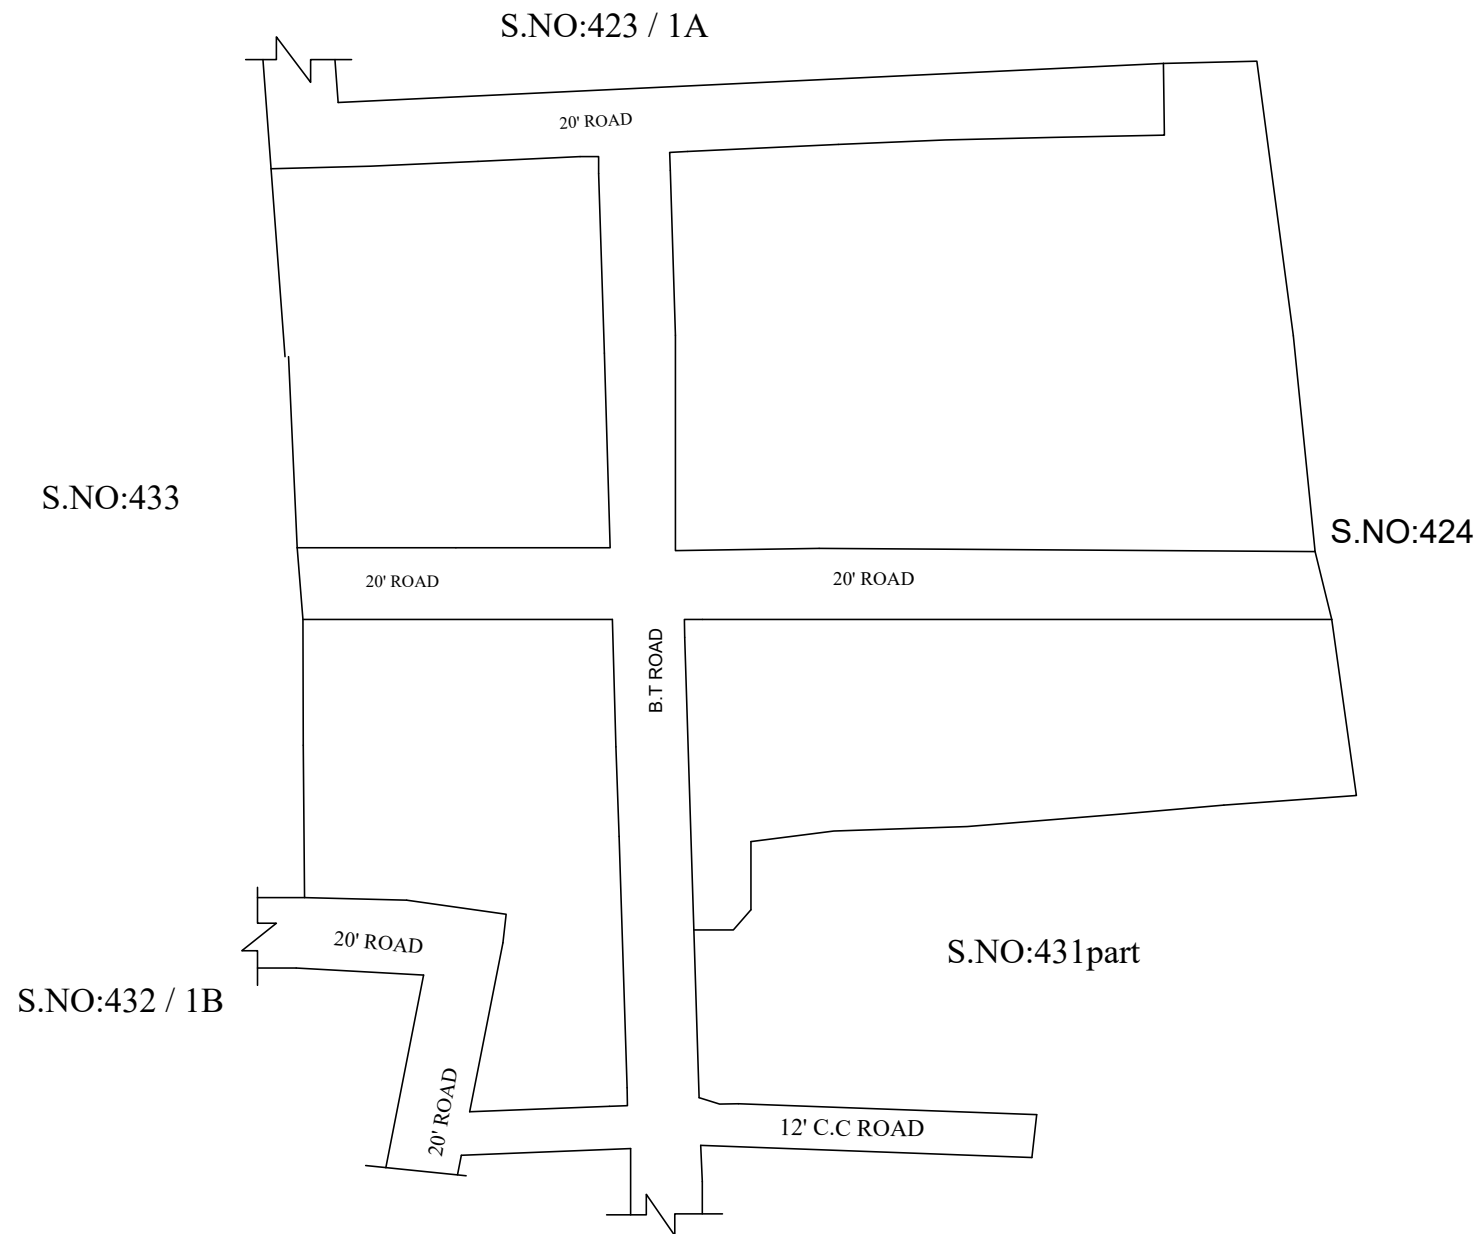 S.NO:423 / 1A
20' ROAD
S.NO:433
S.NO:424
20' ROAD
20' ROAD
B.T ROAD
20' ROAD
S.NO:431part
S.NO:432 / 1B
20' ROAD
12' C.C ROAD